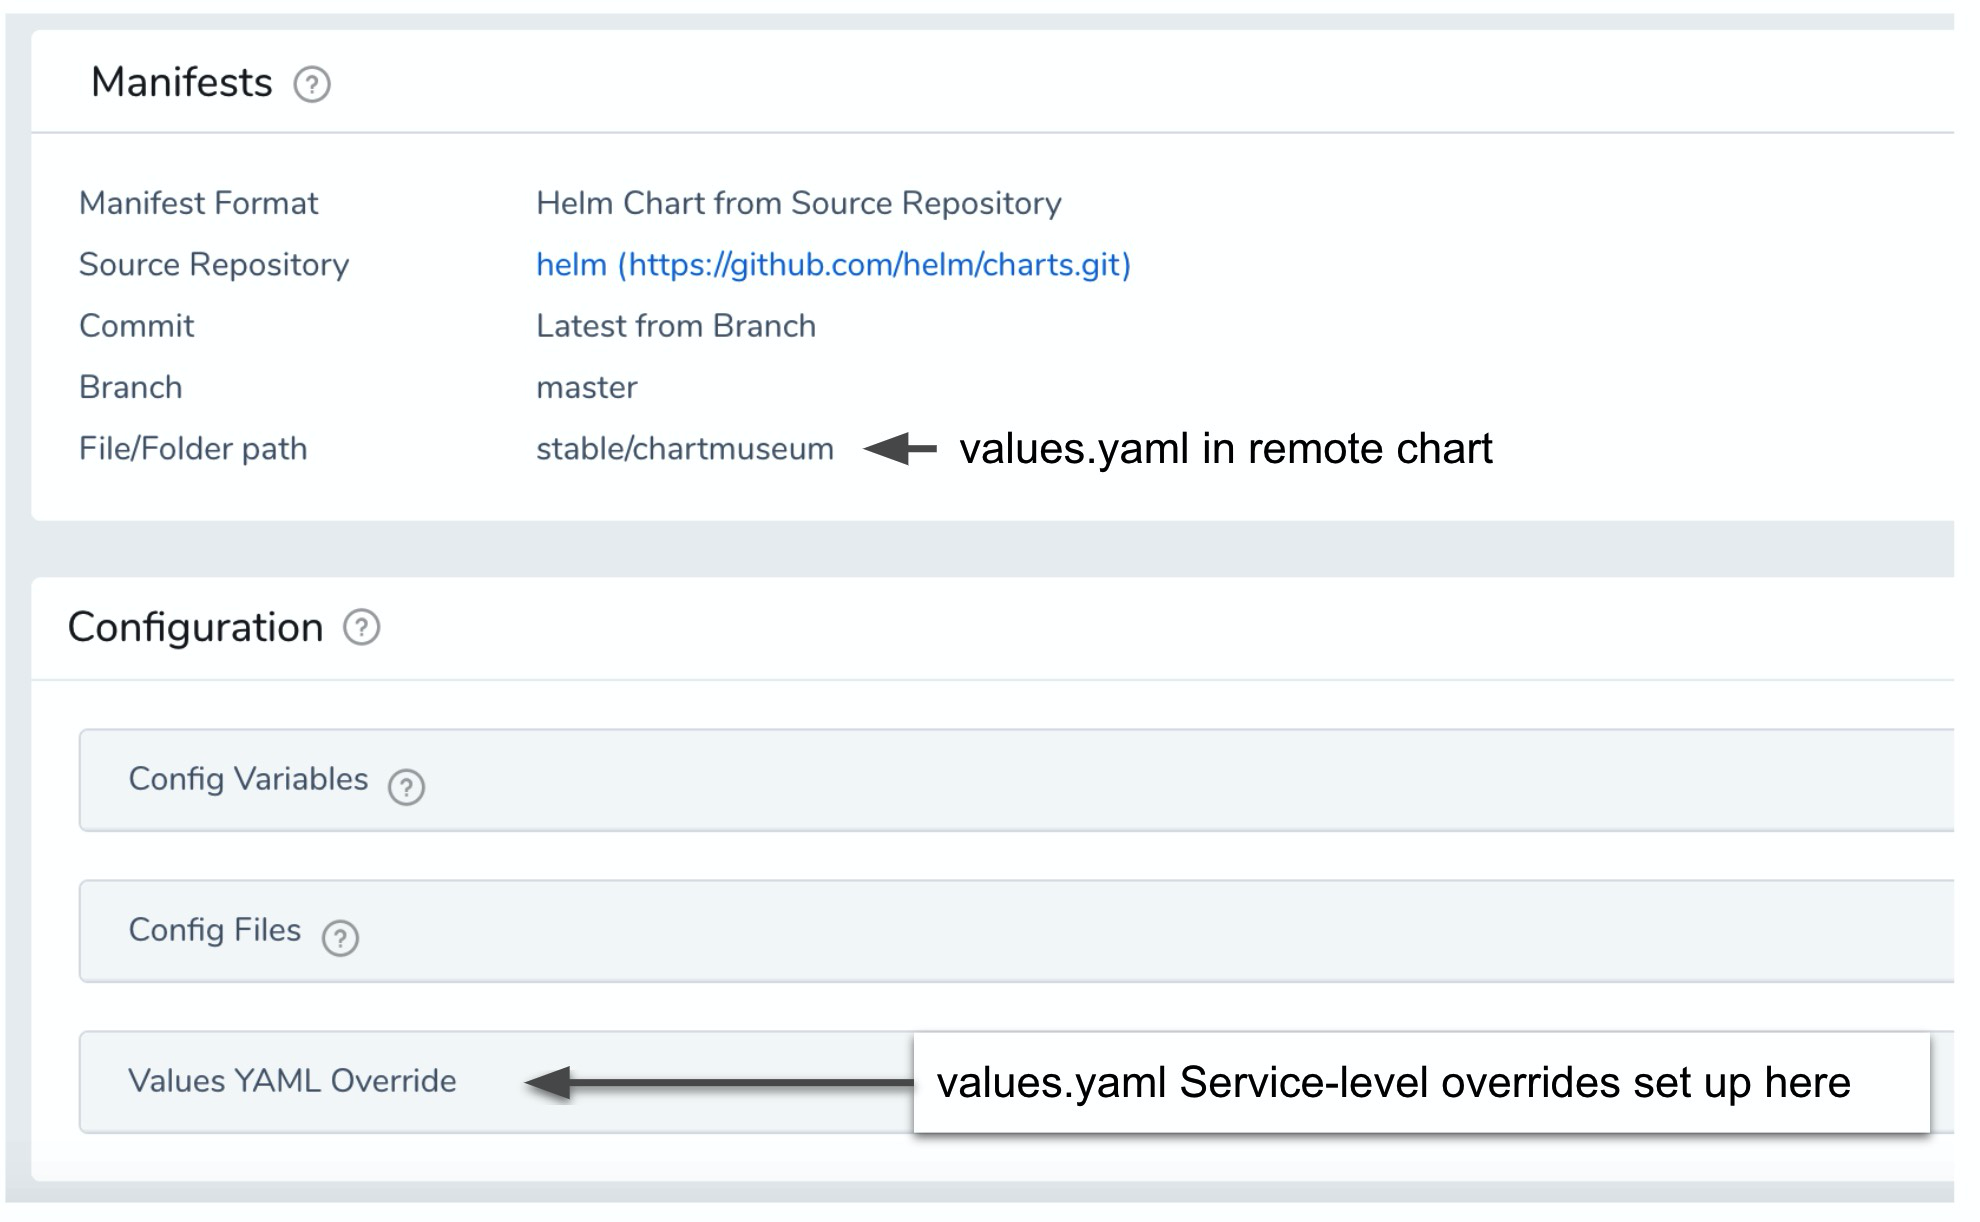 Manifests ?
Manifest Format Helm Chart from Source Repository
Source Repository helm (https://github.com/helm/charts.git)
Commit Latest from Branch
Branch master
File/Folder path stable/chartmuseum values.yaml in remote chart
Configuration ?
Config Variables ?
Config Files ?
Values YAML Override values.yaml Service-level overrides set up here